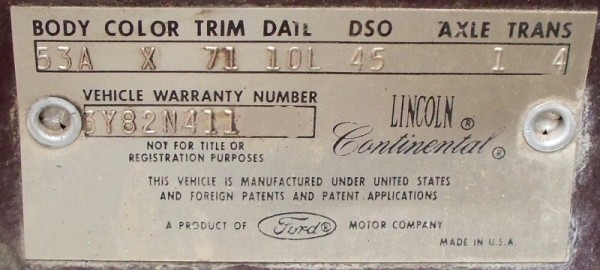 BODY COLOR TRIM DATE DSO AXLE TRANS
53A X 71 10L 45 1 4
VEHICLE WARRANTY NUMBER
3Y82N411
LINCOLN ®
Continental ®
NOT FOR TITLE OR
REGISTRATION PURPOSES
THIS VEHICLE IS MANUFACTURED UNDER UNITED STATES
AND FOREIGN PATENTS AND PATENT APPLICATIONS
A PRODUCT OF Ford ® MOTOR COMPANY
MADE IN U.S.A.